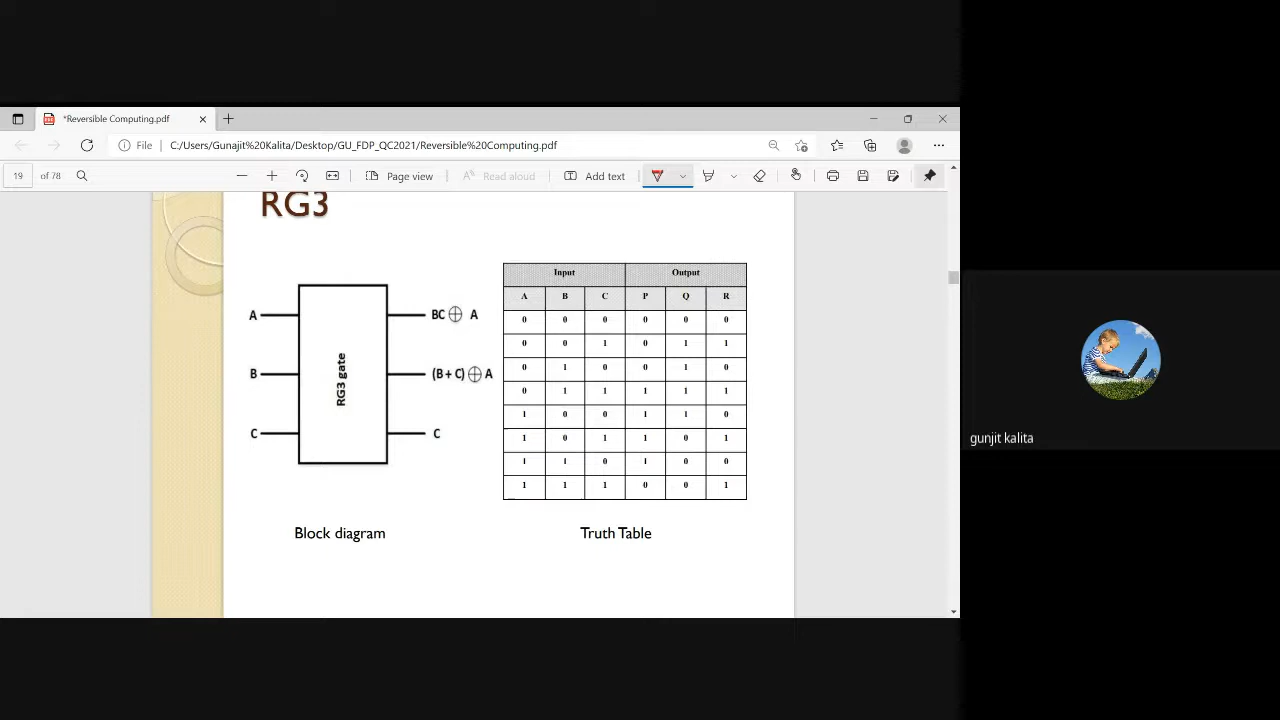 *Reversible Computing.pdf
File C:/Users/Gunajit%20Kalita/Desktop/GU_FDP_QC2021/Reversible%20Computing.pdf
19 of 78 Page view Read aloud Add text
RG3
A
B
C
RG3 gate
BC ⊕ A
(B + C) ⊕ A
C
Block diagram
Input Output
A B C P Q R
0 0 0 0 0 0
0 0 1 0 1 1
0 1 0 0 1 0
0 1 1 1 1 1
1 0 0 1 1 0
1 0 1 1 0 1
1 1 0 1 0 0
1 1 1 0 0 1
Truth Table
gunjit kalita